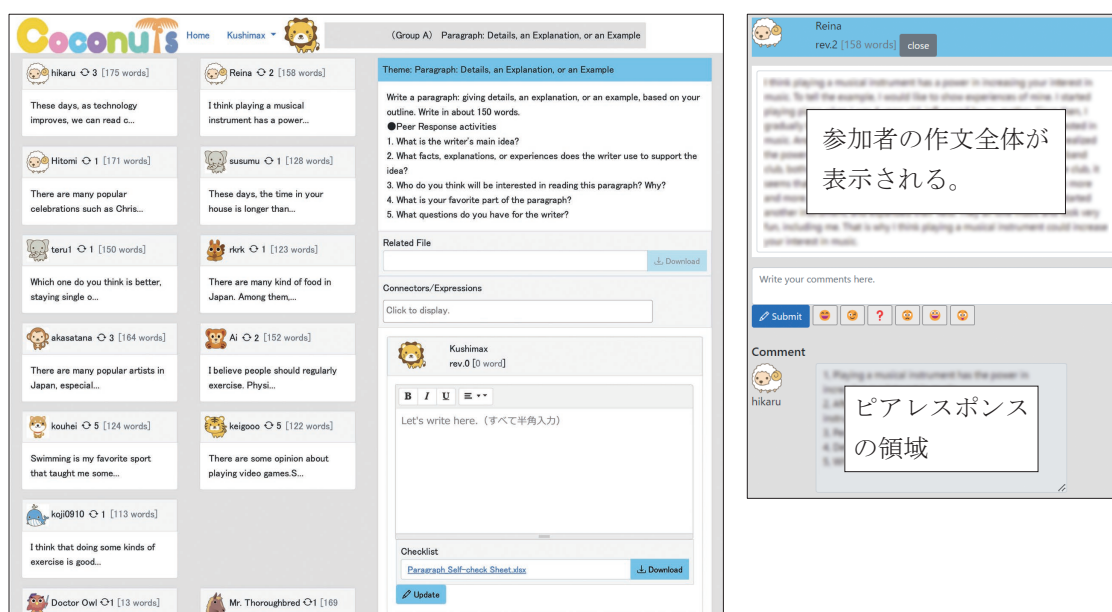 Coconuts
Home Kushimax
(Group A) Paragraph: Details, an Explanation, or an Example
hikaru 3 [175 words]
These days, as technology
improves, we can read c...
Reina 2 [158 words]
I think playing a musical
instrument has a power...
Hitomi 1 [171 words]
There are many popular
celebrations such as Chris...
susumu 1 [128 words]
These days, the time in your
house is longer than...
teru1 1 [150 words]
Which one do you think is better,
staying single o...
rkrk 1 [123 words]
There are many kind of food in
Japan. Among them,...
akasatana 3 [164 words]
There are many popular artists in
Japan, especial...
Ai 2 [152 words]
I believe people should regularly
exercise. Physi...
kouhei 5 [124 words]
Swimming is my favorite sport
that taught me some...
keigooo 5 [122 words]
There are some opinion about
playing video games.S...
koji0910 1 [113 words]
I think that doing some kinds of
exercise is good...
Doctor Owl 1 [13 words]
Mr. Thoroughbred 1 [169
Theme: Paragraph: Details, an Explanation, or an Example
Write a paragraph: giving details, an explanation, or an example, based on your
outline. Write in about 150 words.
●Peer Response activities
1. What is the writer's main idea?
2. What facts, explanations, or experiences does the writer use to support the
idea?
3. Who do you think will be interested in reading this paragraph? Why?
4. What is your favorite part of the paragraph?
5. What questions do you have for the writer?
Related File
Download
Connectors/Expressions
Click to display.
Kushimax
rev.0 [0 word]
B I U
Let's write here.（すべて半角入力）
Checklist
Paragraph Self-check Sheet.xlsx Download
Update
Reina
rev.2 [158 words] close
参加者の作文全体が
表示される。
Write your comments here.
Submit
Comment
hikaru
ピアレスポンス
の領域